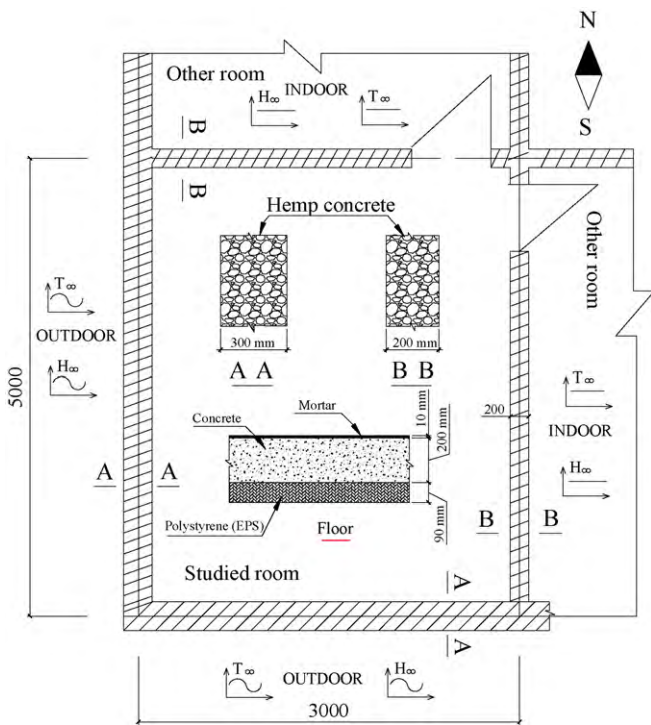 N
S
Other room
INDOOR
H∞
T∞
B
B
Hemp concrete
Other room
T∞
OUTDOOR
H∞
5000
300 mm
200 mm
A A
B B
T∞
INDOOR
H∞
200
Mortar
Concrete
10 mm
200 mm
90 mm
Polystyrene (EPS)
Floor
A
A
B
B
Studied room
A
A
T∞
OUTDOOR
H∞
3000